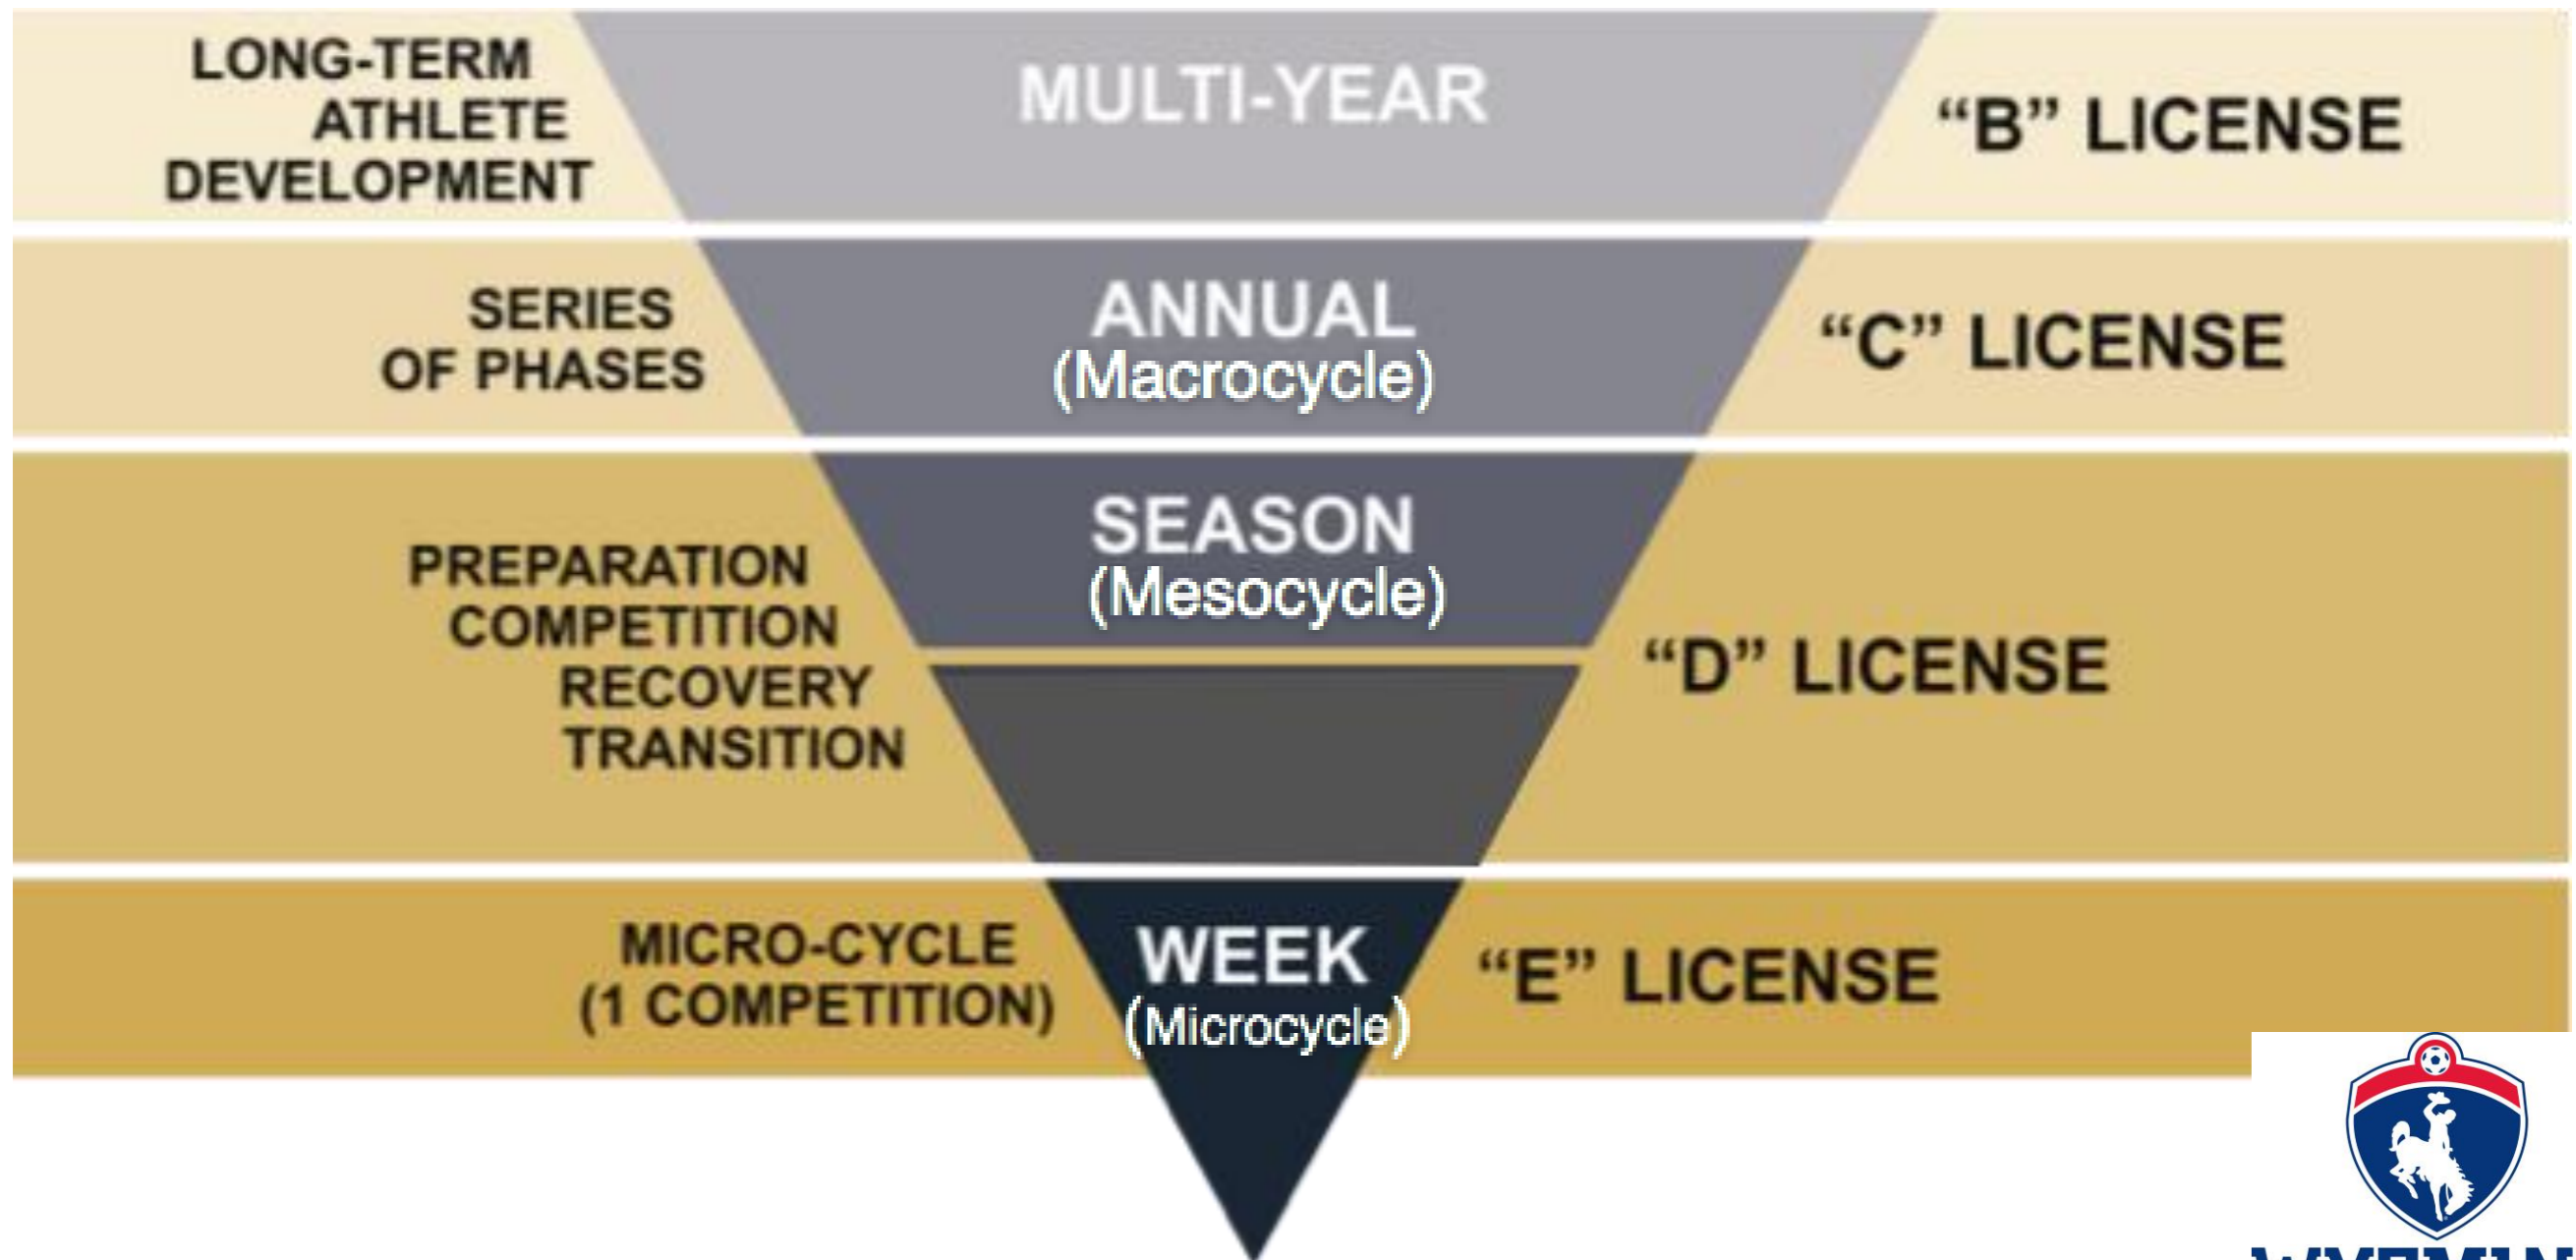 LONG-TERM
ATHLETE
DEVELOPMENT
MULTI-YEAR
“B” LICENSE
SERIES
OF PHASES
ANNUAL
(Macrocycle)
“C” LICENSE
PREPARATION
COMPETITION
RECOVERY
TRANSITION
SEASON
(Mesocycle)
“D” LICENSE
MICRO-CYCLE
(1 COMPETITION)
WEEK
(Microcycle)
“E” LICENSE